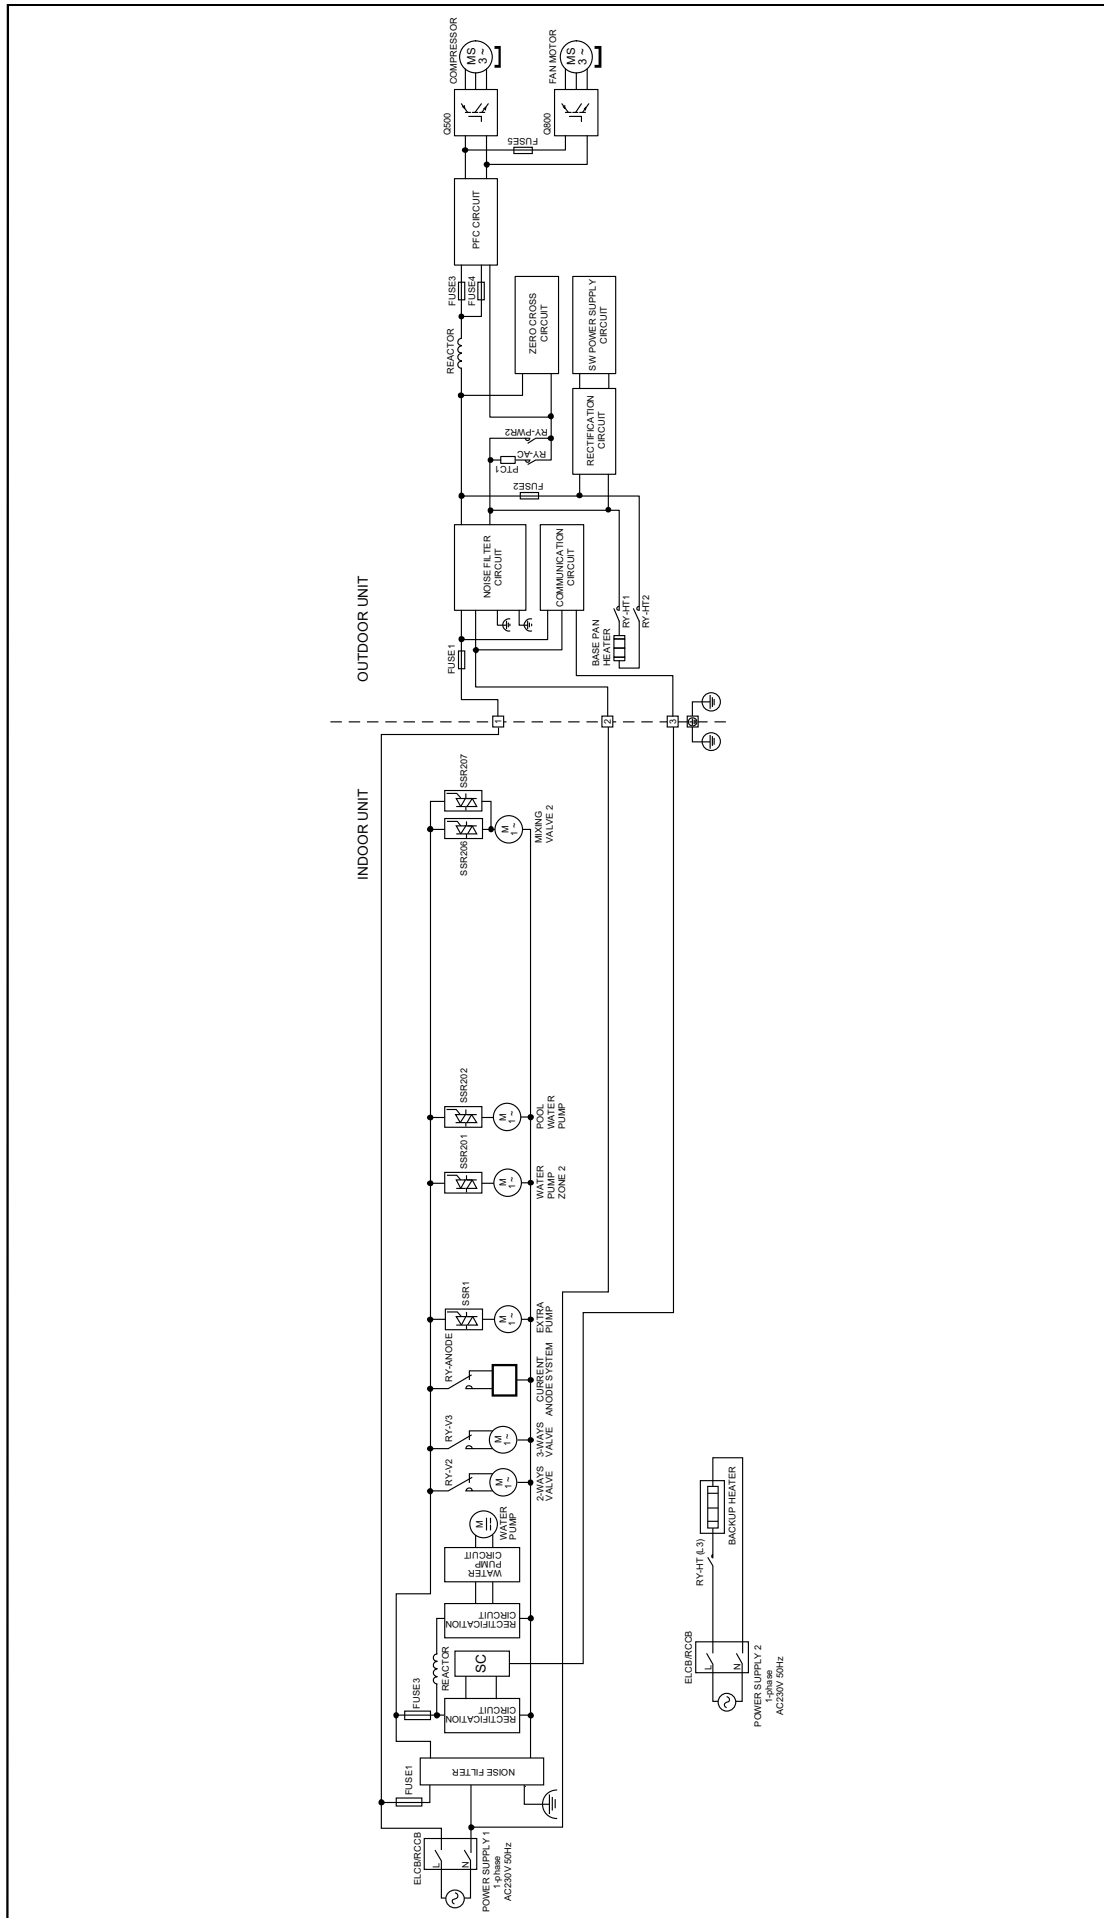 POWER SUPPLY 1
1-phase
AC230V 50Hz
ELCB/RCCB
L
N
FUSE1
NOISE FILTER
FUSE3
RECTIFICATION
CIRCUIT
SC
REACTOR
RECTIFICATION
CIRCUIT
WATER
PUMP
CIRCUIT
M
WATER
PUMP
RY-V2
M
1~
2-WAYS
VALVE
RY-V3
M
1~
3-WAYS
VALVE
RY-ANODE
CURRENT
ANODE SYSTEM
SSR1
M
1~
EXTRA
PUMP
SSR201
M
1~
WATER
PUMP
ZONE 2
SSR202
M
1~
POOL
WATER
PUMP
SSR206
SSR207
M
1~
MIXING
VALVE 2
INDOOR UNIT
OUTDOOR UNIT
1
2
3
FUSE1
NOISE FILTER
CIRCUIT
COMMUNICATION
CIRCUIT
BASE PAN
HEATER
RY-HT1
RY-HT2
FUSE2
PTC1
RY-AC
RY-PWR2
RECTIFICATION
CIRCUIT
SW POWER SUPPLY
CIRCUIT
ZERO CROSS
CIRCUIT
REACTOR
FUSE3
FUSE4
PFC CIRCUIT
FUSE5
Q500
MS
3 ~
COMPRESSOR
Q800
MS
3 ~
FAN MOTOR
POWER SUPPLY 2
1-phase
AC230V 50Hz
ELCB/RCCB
L
N
RY-HT (L3)
BACKUP HEATER